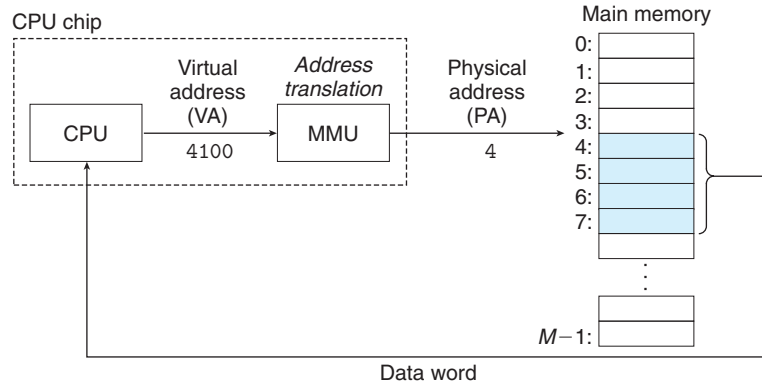 CPU chip
Main memory
Virtual
address
(VA)
Address
translation
Physical
address
(PA)
CPU
4100
MMU
4
0:
1:
2:
3:
4:
5:
6:
7:
M−1:
Data word